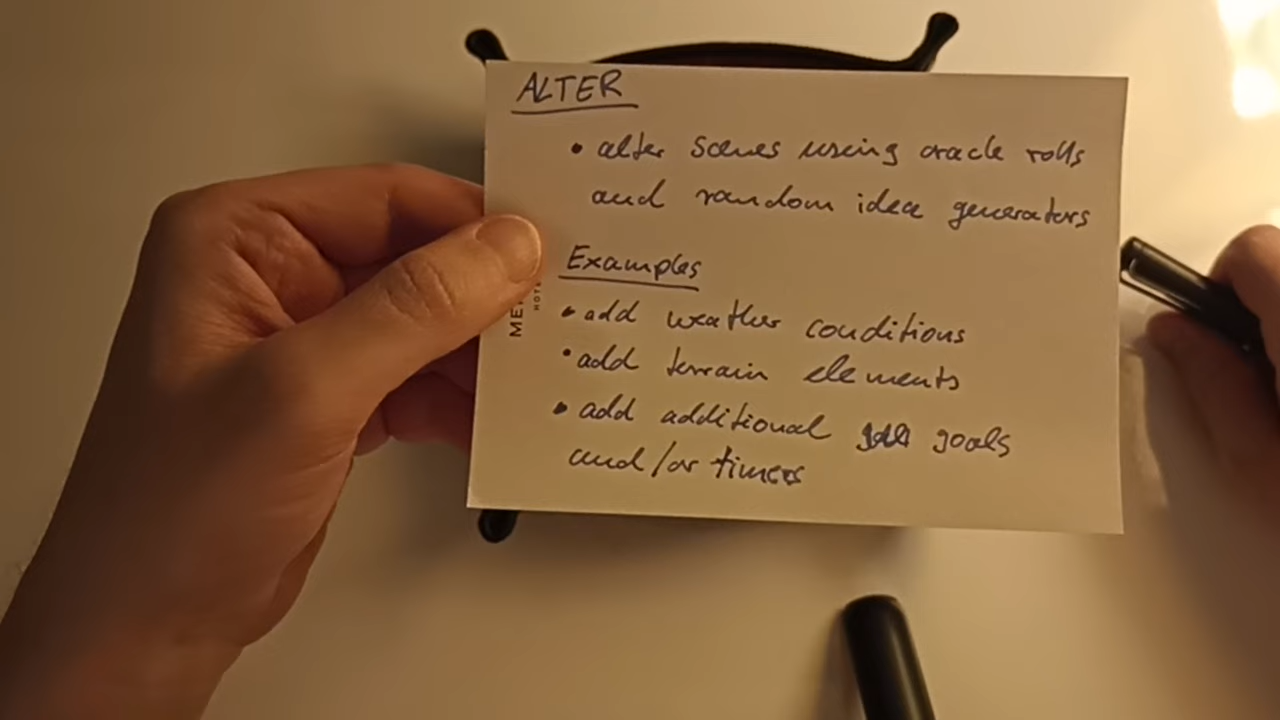 ALTER
• alter scenes using oracle rolls
and random idea generators
Examples
• add weather conditions
• add terrain elements
• add additional goals
and/or timers